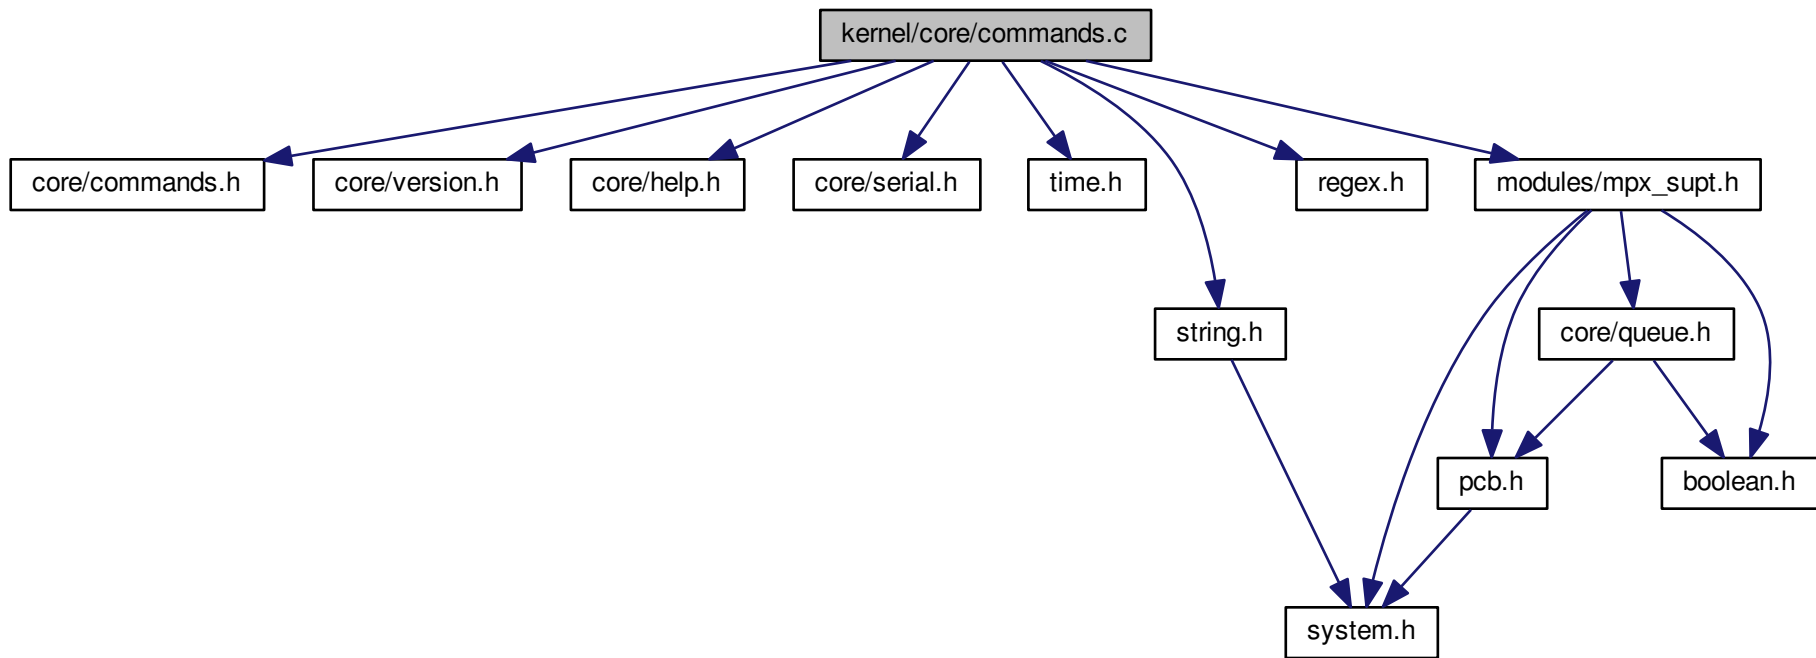 kernel/core/commands.c
core/commands.h
core/version.h
core/help.h
core/serial.h
time.h
regex.h
modules/mpx_supt.h
string.h
core/queue.h
pcb.h
boolean.h
system.h